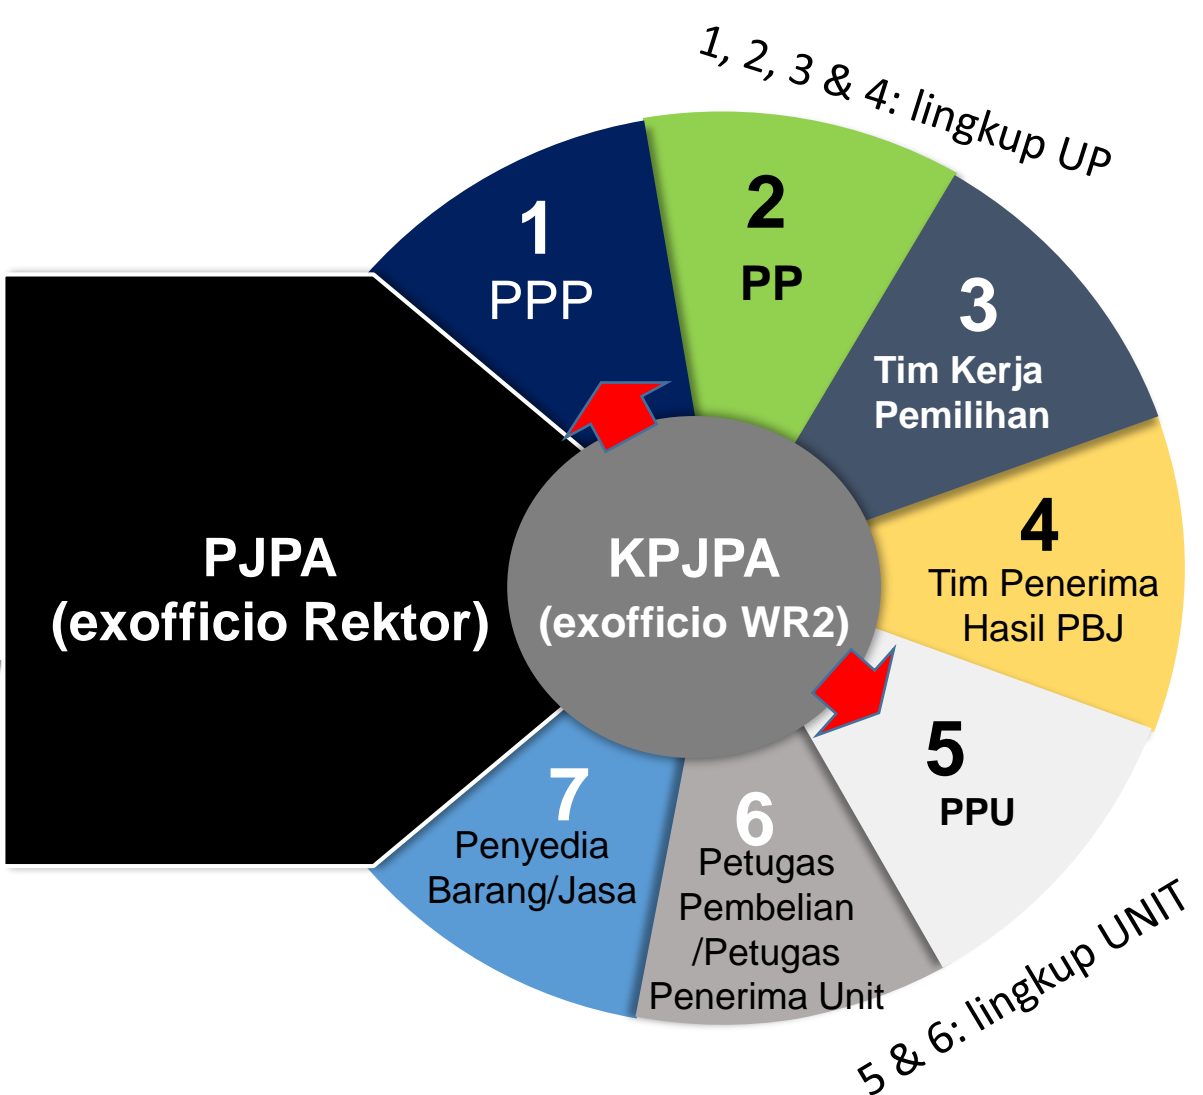 1, 2, 3 & 4: lingkup UP
1
PPP
2
PP
3
Tim Kerja
Pemilihan
4
Tim Penerima
Hasil PBJ
PJPA
(exofficio Rektor)
KPJPA
(exofficio WR2)
5
PPU
6
Petugas
Pembelian
/Petugas
Penerima Unit
7
Penyedia
Barang/Jasa
5 & 6: lingkup UNIT